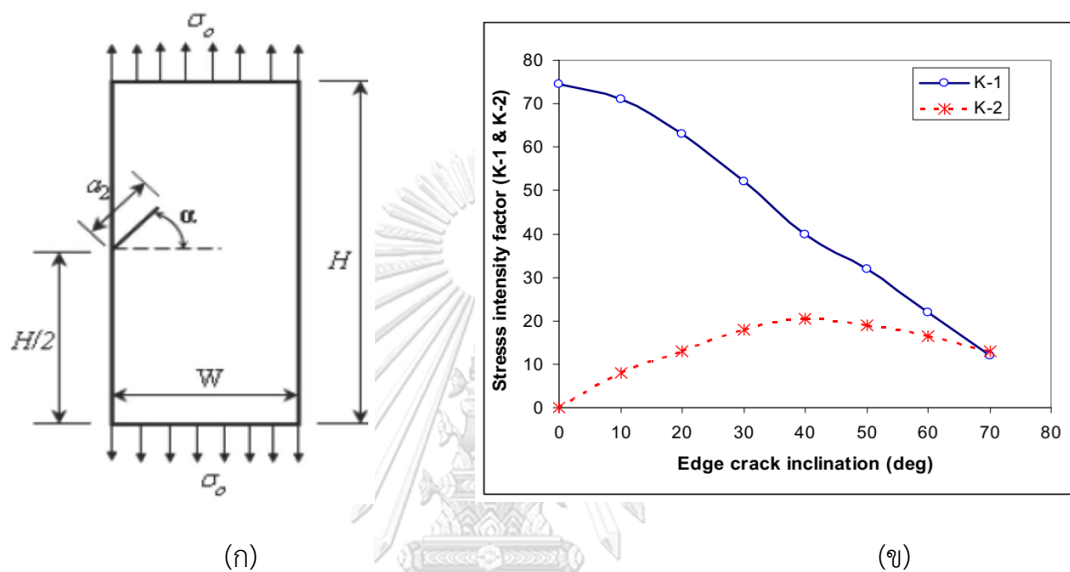 σₒ
a₂
α
H
H/2
W
σₒ
(ก)
Stresss intensity factor (K-1 & K-2)
80
70
60
50
40
30
20
10
0
K-1
K-2
0 10 20 30 40 50 60 70 80
Edge crack inclination (deg)
(ข)